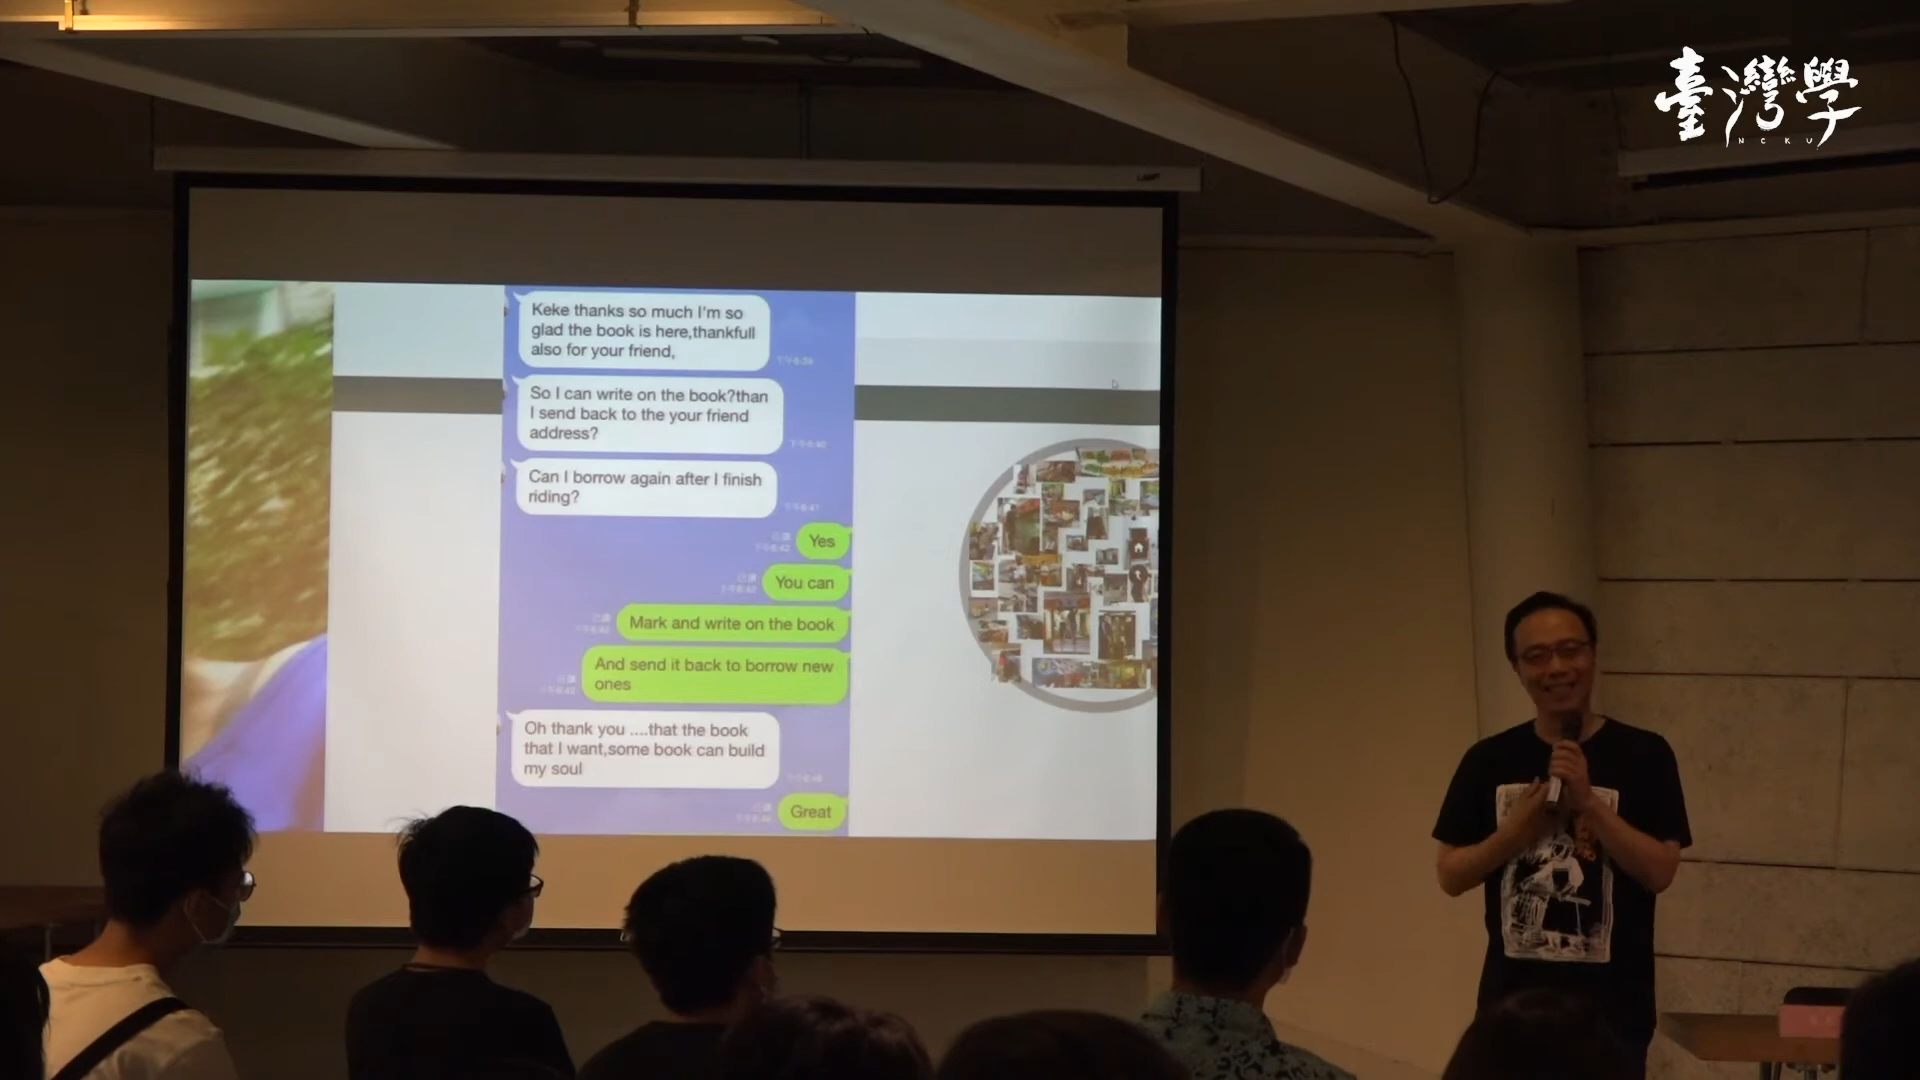 臺灣學
NCKU
Keke thanks so much I'm so
glad the book is here,thankfull
also for your friend,
So I can write on the book?than
I send back to the your friend
address?
Can I borrow again after I finish
riding?
Yes
You can
Mark and write on the book
And send it back to borrow new
ones
Oh thank you ....that the book
that I want,some book can build
my soul
Great